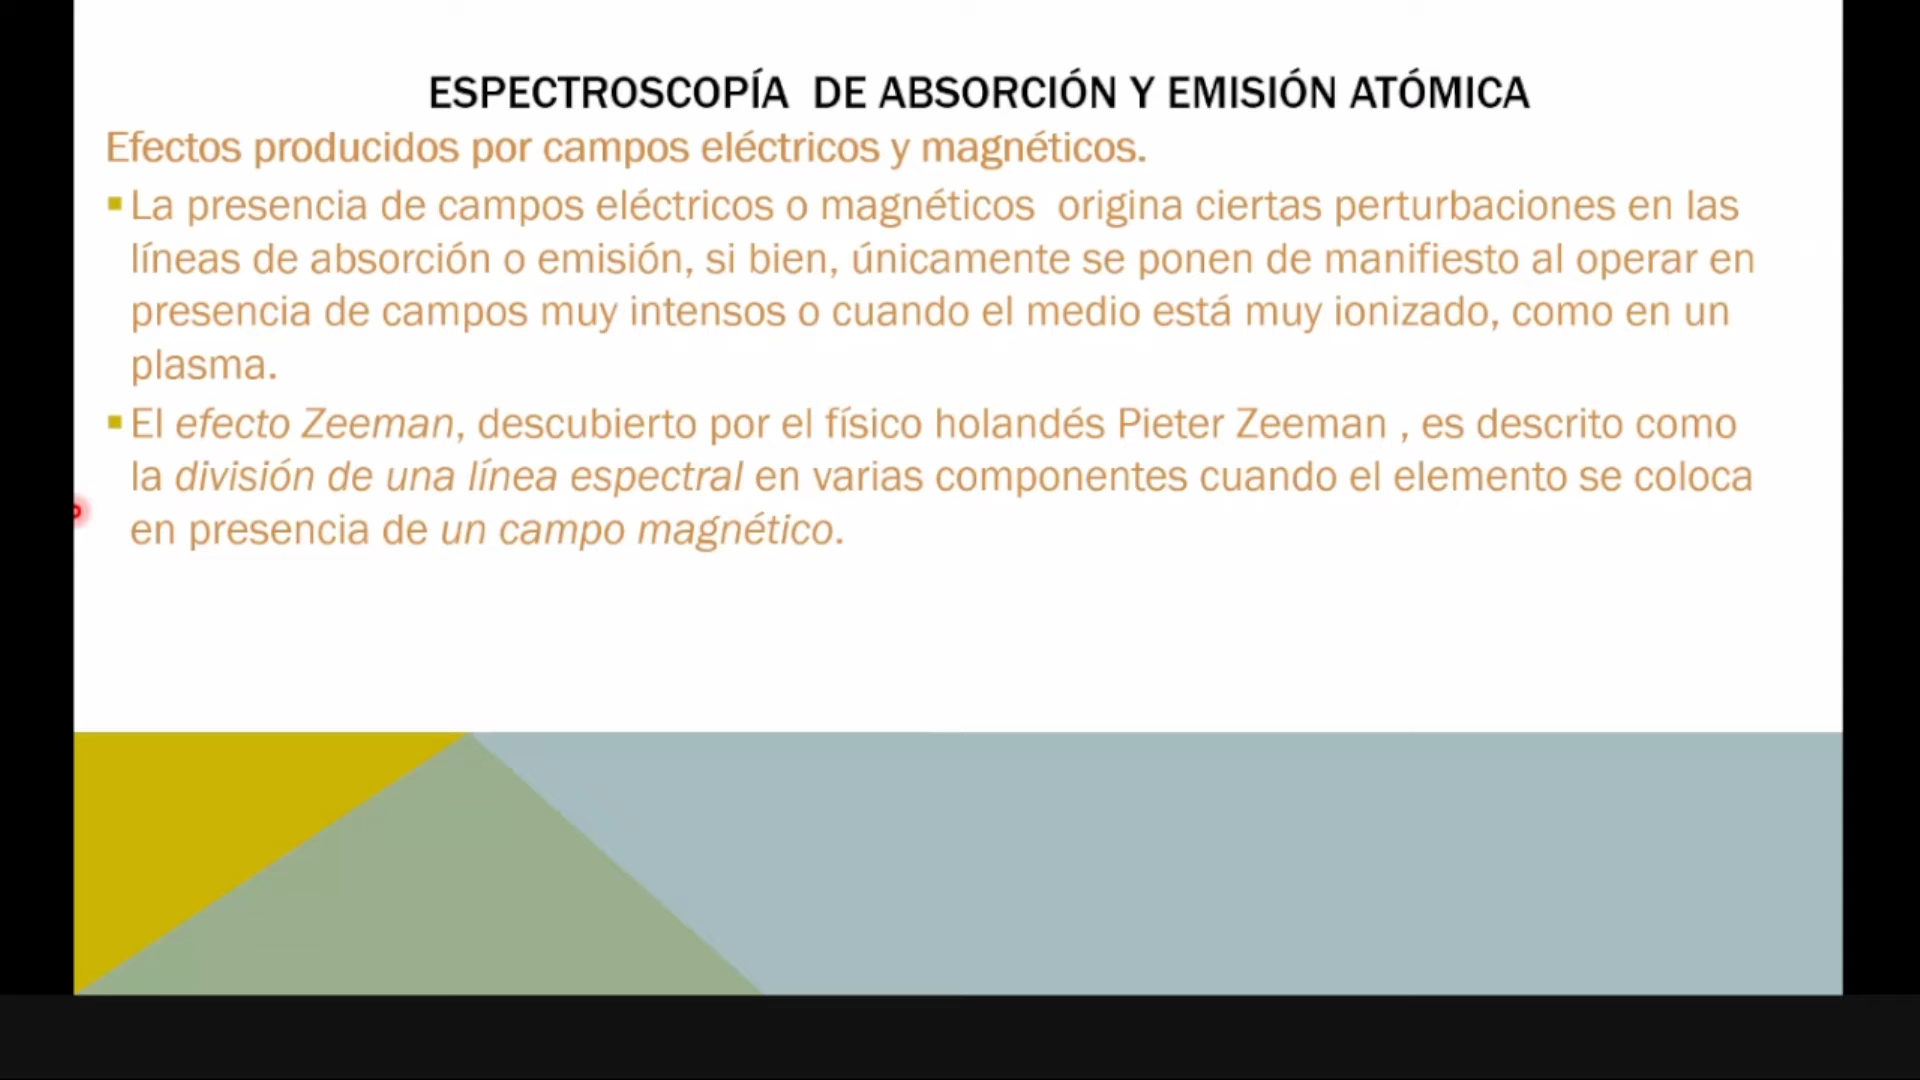 ESPECTROSCOPÍA DE ABSORCIÓN Y EMISIÓN ATÓMICA
Efectos producidos por campos eléctricos y magnéticos.
▪ La presencia de campos eléctricos o magnéticos origina ciertas perturbaciones en las
líneas de absorción o emisión, si bien, únicamente se ponen de manifiesto al operar en
presencia de campos muy intensos o cuando el medio está muy ionizado, como en un
plasma.
▪ El efecto Zeeman, descubierto por el físico holandés Pieter Zeeman , es descrito como
la división de una línea espectral en varias componentes cuando el elemento se coloca
en presencia de un campo magnético.